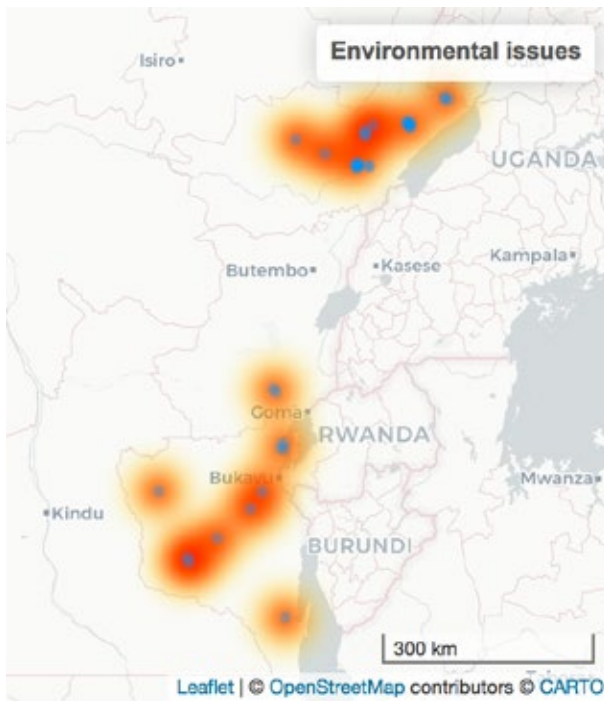 Environmental issues
Isiro
UGANDA
Kampala
Butembo
Kasese
Goma
RWANDA
Bukavu
Mwanza
Kindu
BURUNDI
300 km
Leaflet | © OpenStreetMap contributors © CARTO